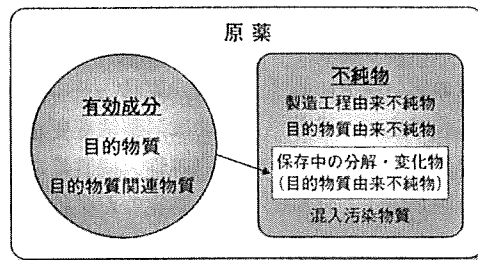 原薬
有効成分
目的物質
目的物質関連物質
不純物
製造工程由来不純物
目的物質由来不純物
保存中の分解・変化物
(目的物質由来不純物)
混入汚染物質